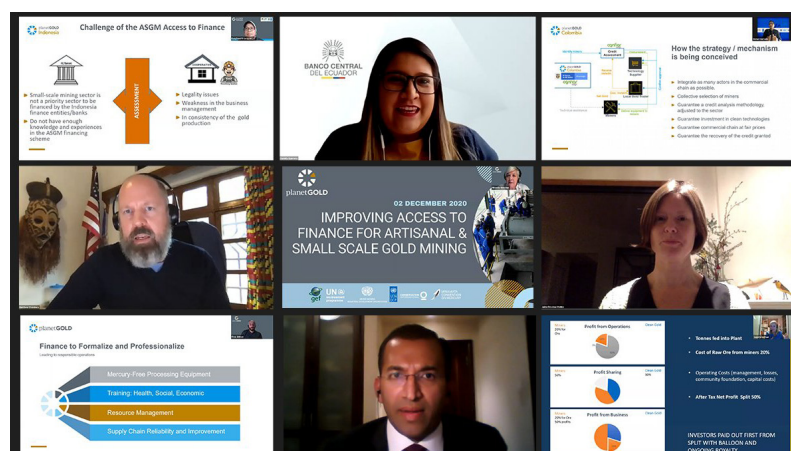 planetGOLD
Indonesia
Challenge of the ASGM Access to Finance
Small-scale mining sector is
not a priority sector to be
financed by the Indonesia
finance entities/banks
Do not have enough
knowledge and experiences
in the ASGM financing
scheme
ASSESSMENT
Legality issues
Weakness in the business
management
In consistency of the gold
production
BANCO CENTRAL
DEL ECUADOR
planetGOLD
Colombia
How the strategy / mechanism
is being conceived
Integrate as many actors in the commercial
chain as possible.
Collective selection of miners
Guarantee a credit analysis methodology
adjusted to the sector
Guarantee investment in clean technologies
Guarantee commercial chain at fair prices
Guarantee the recovery of the credit granted
planetGOLD
02 DECEMBER 2020
IMPROVING ACCESS TO
FINANCE FOR ARTISANAL &
SMALL SCALE GOLD MINING
gef
UN
planetGOLD
Finance to Formalize and Professionalize
Leading to responsible operations
Mercury-Free Processing Equipment
Training: Health, Social, Economic
Resource Management
Supply Chain Reliability and Improvement
Profit from Operations
Profit Sharing
Profit from Business
Tonnes fed into Plant
Cost of Raw Ore from miners 20%
Operating Costs (management, losses,
community foundation, capital costs)
After Tax Net Profit Split 50%
INVESTORS PAID OUT FIRST FROM
SPLIT WITH BALLOON AND
ONGOING ROYALTY